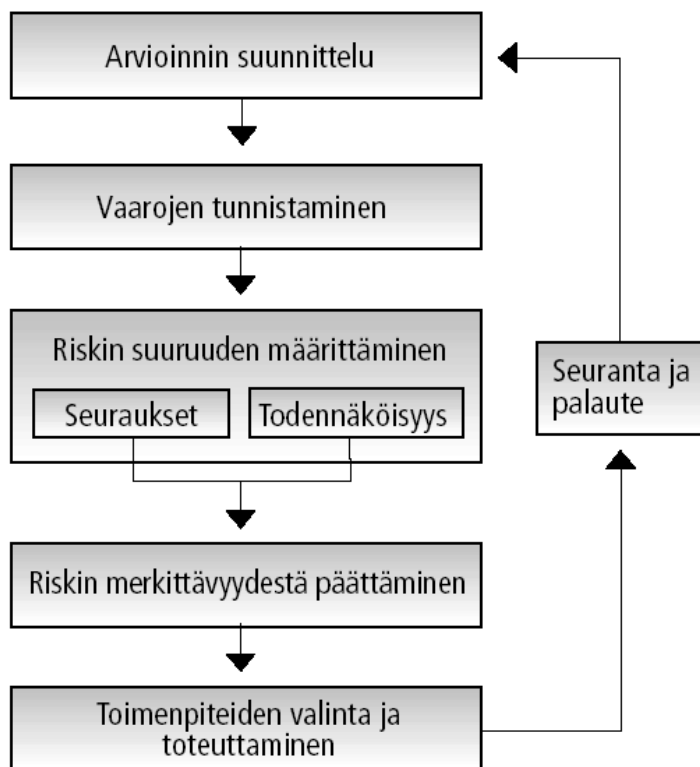 Arvioinnin suunnittelu
Vaarojen tunnistaminen
Riskin suuruuden määrittäminen
Seuraukset
Todennäköisyys
Riskin merkittävyydestä päättäminen
Toimenpiteiden valinta ja
toteuttaminen
Seuranta ja
palaute